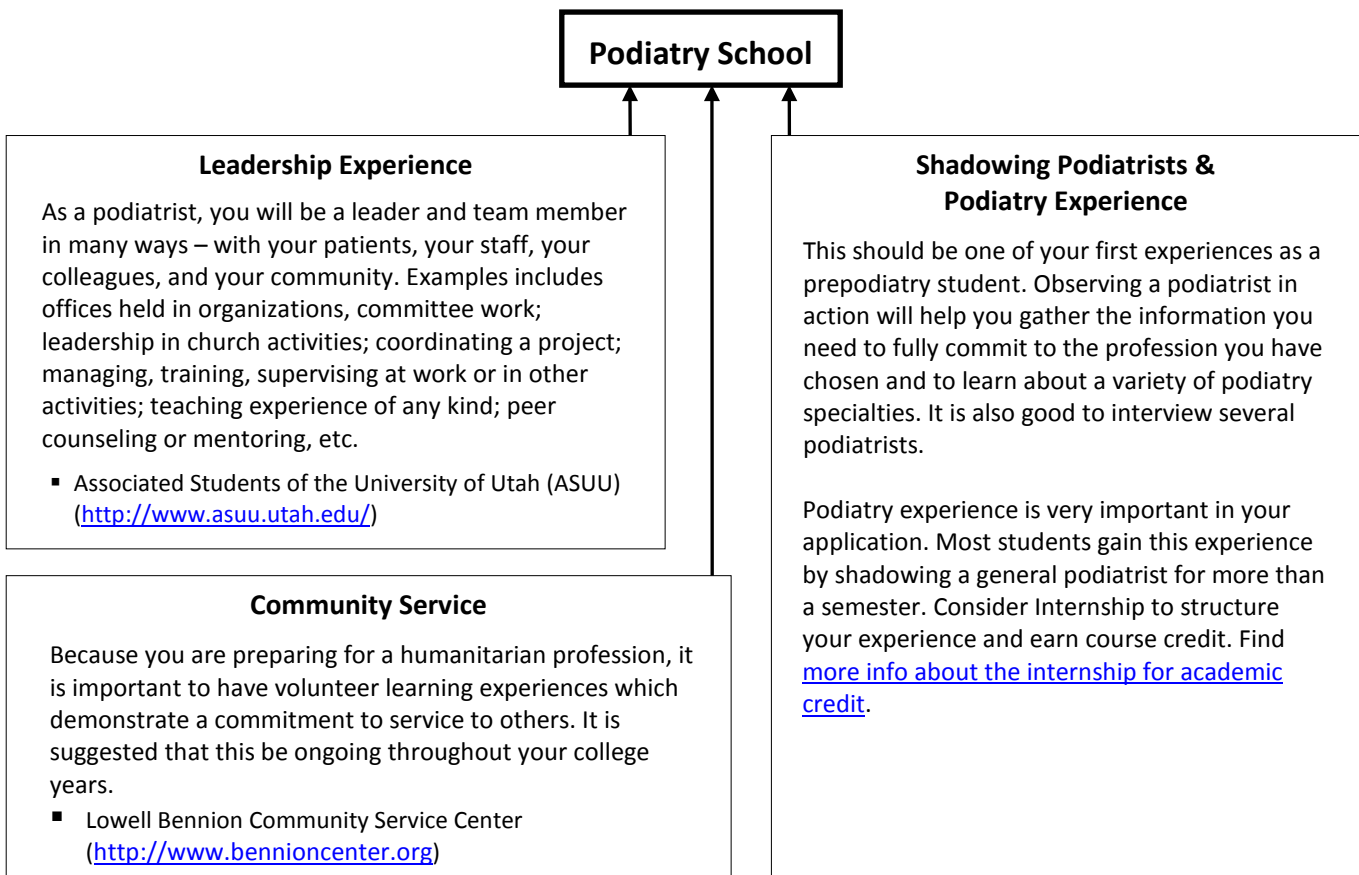 Podiatry School
Leadership Experience
As a podiatrist, you will be a leader and team member
in many ways – with your patients, your staff, your
colleagues, and your community. Examples includes
offices held in organizations, committee work;
leadership in church activities; coordinating a project;
managing, training, supervising at work or in other
activities; teaching experience of any kind; peer
counseling or mentoring, etc.
▪ Associated Students of the University of Utah (ASUU)
(http://www.asuu.utah.edu/)
Community Service
Because you are preparing for a humanitarian profession, it
is important to have volunteer learning experiences which
demonstrate a commitment to service to others. It is
suggested that this be ongoing throughout your college
years.
▪ Lowell Bennion Community Service Center
(http://www.bennioncenter.org)
Shadowing Podiatrists &
Podiatry Experience
This should be one of your first experiences as a
prepodiatry student. Observing a podiatrist in
action will help you gather the information you
need to fully commit to the profession you have
chosen and to learn about a variety of podiatry
specialties. It is also good to interview several
podiatrists.
Podiatry experience is very important in your
application. Most students gain this experience
by shadowing a general podiatrist for more than
a semester. Consider Internship to structure
your experience and earn course credit. Find
more info about the internship for academic
credit.